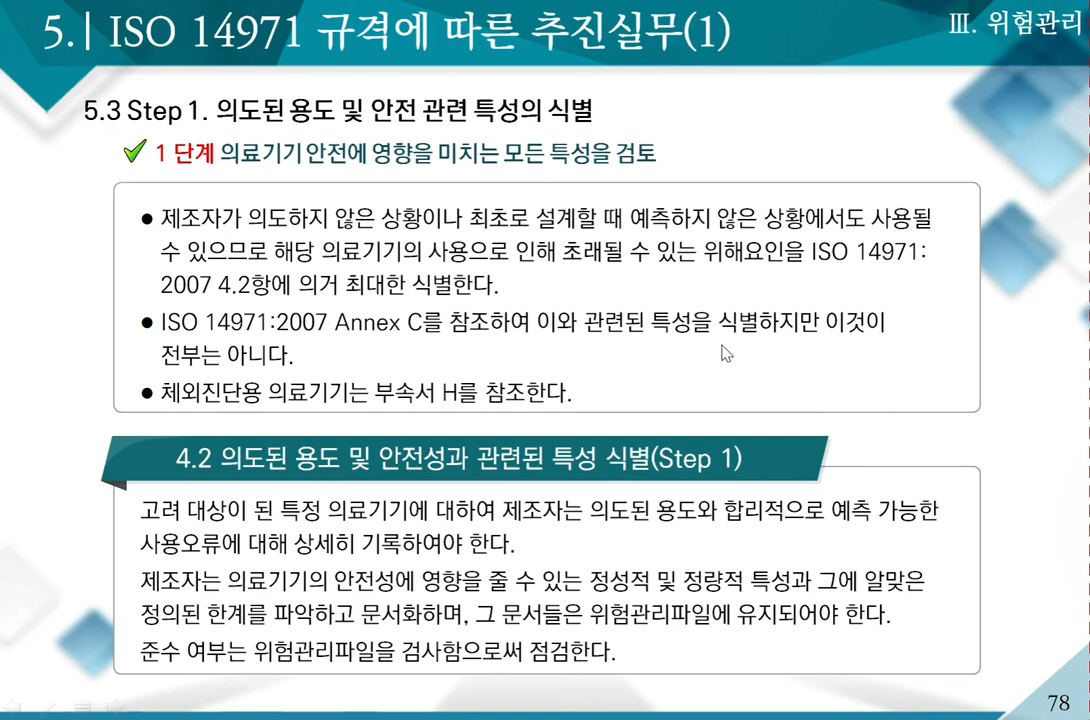 5. | ISO 14971 규격에 따른 추진실무(1)
Ⅲ. 위험관리
5.3 Step 1. 의도된 용도 및 안전 관련 특성의 식별
1 단계 의료기기 안전에 영향을 미치는 모든 특성을 검토
● 제조자가 의도하지 않은 상황이나 최초로 설계할 때 예측하지 않은 상황에서도 사용될
수 있으므로 해당 의료기기의 사용으로 인해 초래될 수 있는 위해요인을 ISO 14971:
2007 4.2항에 의거 최대한 식별한다.
● ISO 14971:2007 Annex C를 참조하여 이와 관련된 특성을 식별하지만 이것이
전부는 아니다.
● 체외진단용 의료기기는 부속서 H를 참조한다.
4.2 의도된 용도 및 안전성과 관련된 특성 식별(Step 1)
고려 대상이 된 특정 의료기기에 대하여 제조자는 의도된 용도와 합리적으로 예측 가능한
사용오류에 대해 상세히 기록하여야 한다.
제조자는 의료기기의 안전성에 영향을 줄 수 있는 정성적 및 정량적 특성과 그에 알맞은
정의된 한계를 파악하고 문서화하며, 그 문서들은 위험관리파일에 유지되어야 한다.
준수 여부는 위험관리파일을 검사함으로써 점검한다.
78